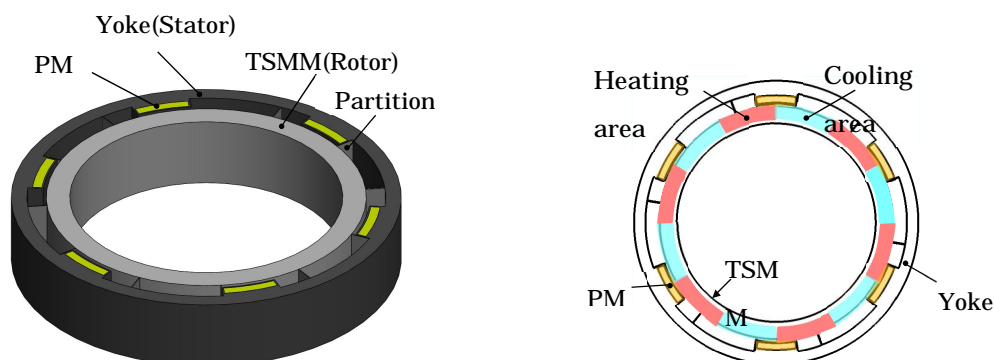 Yoke(Stator)
PM
TSMM(Rotor)
Partition
Heating
area
Cooling
area
TSM
M
PM
Yoke